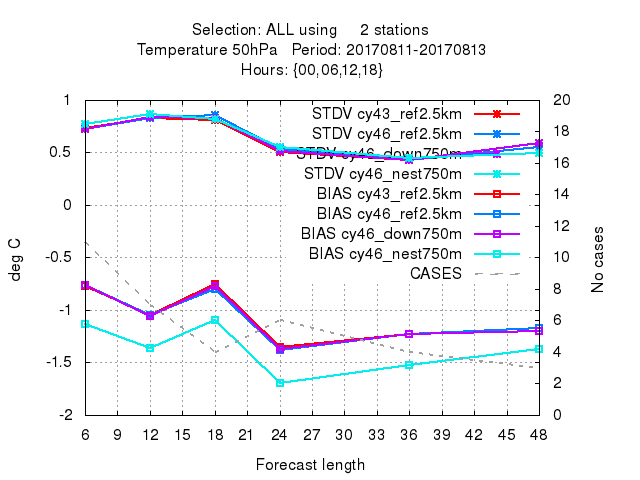 Selection: ALL using 2 stations
Temperature 50hPa Period: 20170811-20170813
Hours: {00,06,12,18}
STDV cy43_ref2.5km
STDV cy46_ref2.5km
STDV cy46_down750m
STDV cy46_nest750m
BIAS cy43_ref2.5km
BIAS cy46_ref2.5km
BIAS cy46_down750m
BIAS cy46_nest750m
CASES
deg C
1
0.5
0
-0.5
-1
-1.5
-2
No cases
20
18
16
14
12
10
8
6
4
2
0
6 9 12 15 18 21 24 27 30 33 36 39 42 45 48
Forecast length